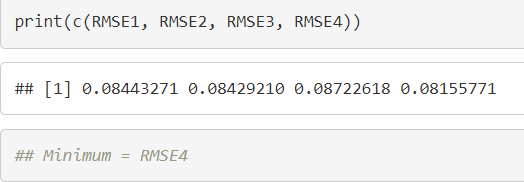 print(c(RMSE1, RMSE2, RMSE3, RMSE4))
## [1] 0.08443271 0.08429210 0.08722618 0.08155771
## Minimum = RMSE4